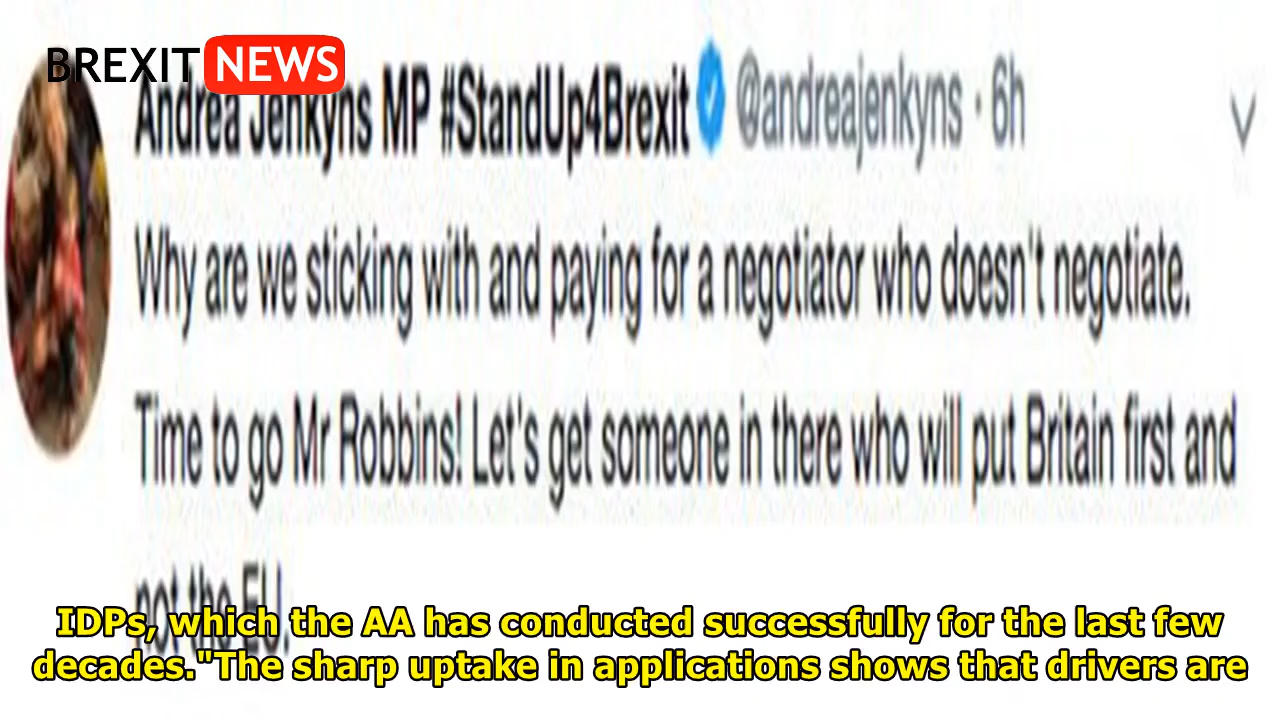 BREXIT NEWS
Andrea Jenkyns MP #StandUp4Brexit @andreajenkyns · 6h
Why are we sticking with and paying for a negotiator who doesn't negotiate.
Time to go Mr Robbins! Let's get someone in there who will put Britain first and
not the EU.
IDPs, which the AA has conducted successfully for the last few
decades."The sharp uptake in applications shows that drivers are